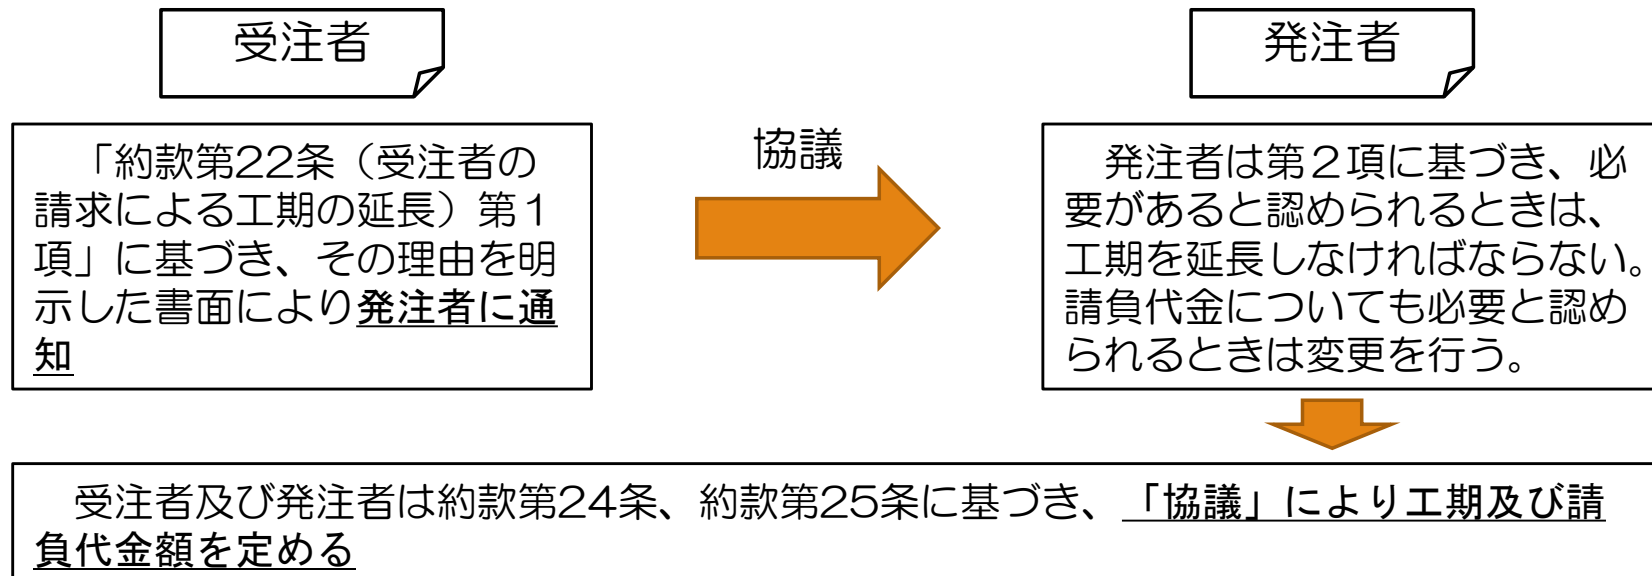 受注者
「約款第22条（受注者の
請求による工期の延長）第１
項」に基づき、その理由を明
示した書面により発注者に通
知
協議
発注者
発注者は第２項に基づき、必
要があると認められるときは、
工期を延長しなければならない。
請負代金についても必要と認め
られるときは変更を行う。
受注者及び発注者は約款第24条、約款第25条に基づき、「協議」により工期及び請
負代金額を定める